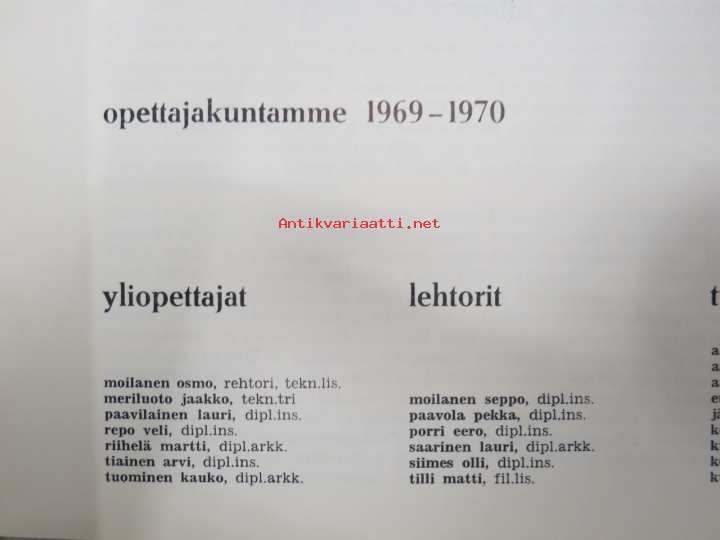 opettajakuntamme 1969–1970
Antikvariaatti.net
yliopettajat
moilanen osmo, rehtori, tekn.lis.
meriluoto jaakko, tekn.tri
paavilainen lauri, dipl.ins.
repo veli, dipl.ins.
riihelä martti, dipl.arkk.
tiainen arvi, dipl.ins.
tuominen kauko, dipl.arkk.
lehtorit
moilanen seppo, dipl.ins.
paavola pekka, dipl.ins.
porri eero, dipl.ins.
saarinen lauri, dipl.arkk.
siimes olli, dipl.ins.
tilli matti, fil.lis.